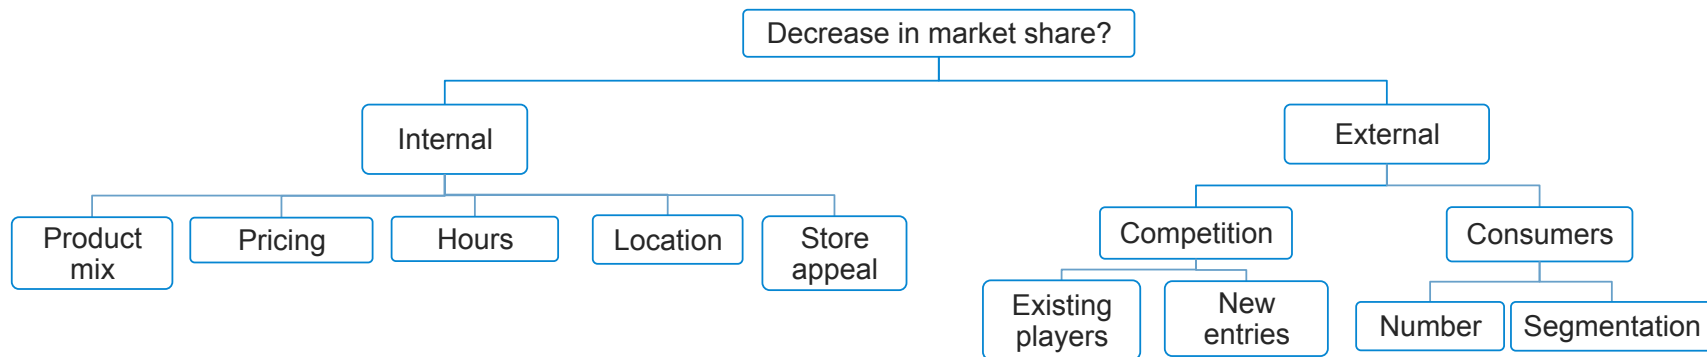 Decrease in market share?
Internal
External
Product
mix
Pricing
Hours
Location
Store
appeal
Competition
Consumers
Existing
players
New
entries
Number
Segmentation